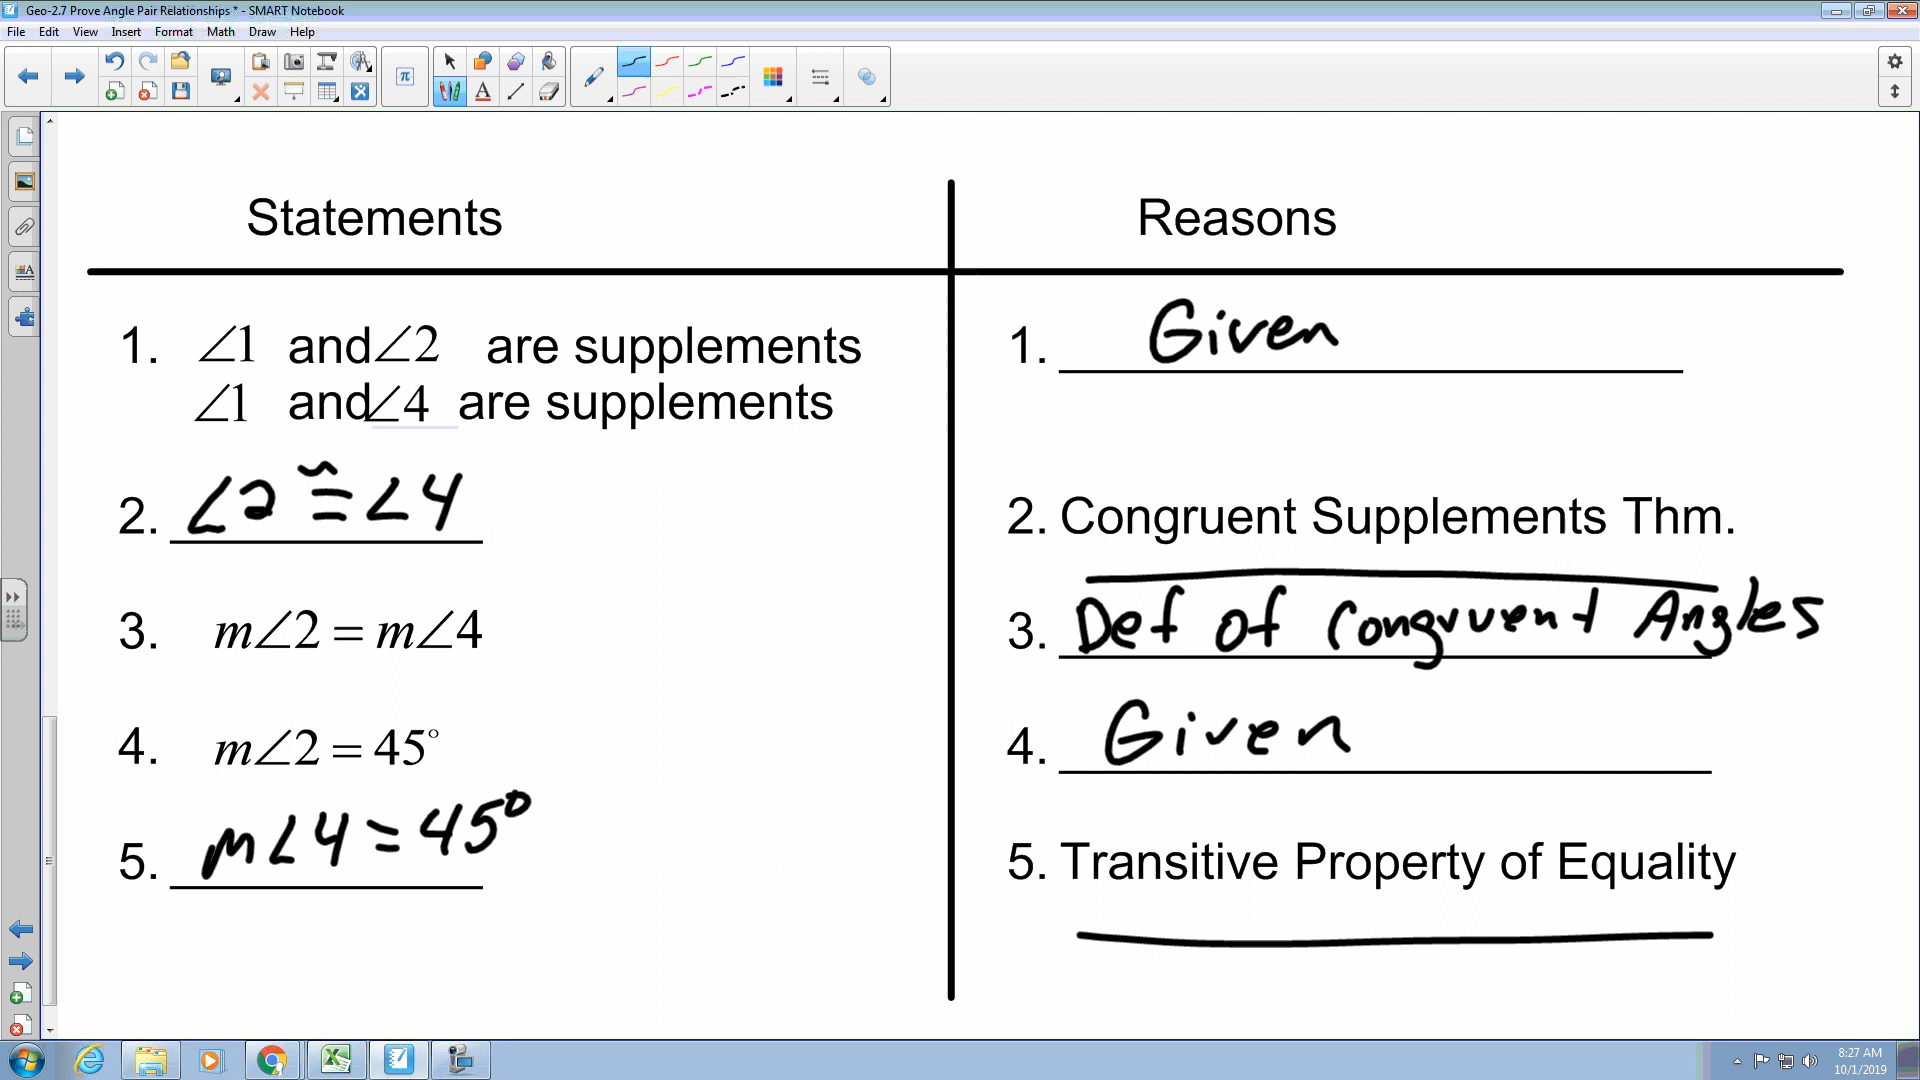 Geo-2.7 Prove Angle Pair Relationships * - SMART Notebook
File Edit View Insert Format Math Draw Help
Statements
Reasons
1. ∠1 and ∠2 are supplements
1. Given
∠1 and ∠4 are supplements
2. ∠2 ≅ ∠4
2. Congruent Supplements Thm.
3. m∠2 = m∠4
3. Def of Congruent Angles
4. m∠2 = 45°
4. Given
5. m∠4 = 45°
5. Transitive Property of Equality
8:27 AM
10/1/2019